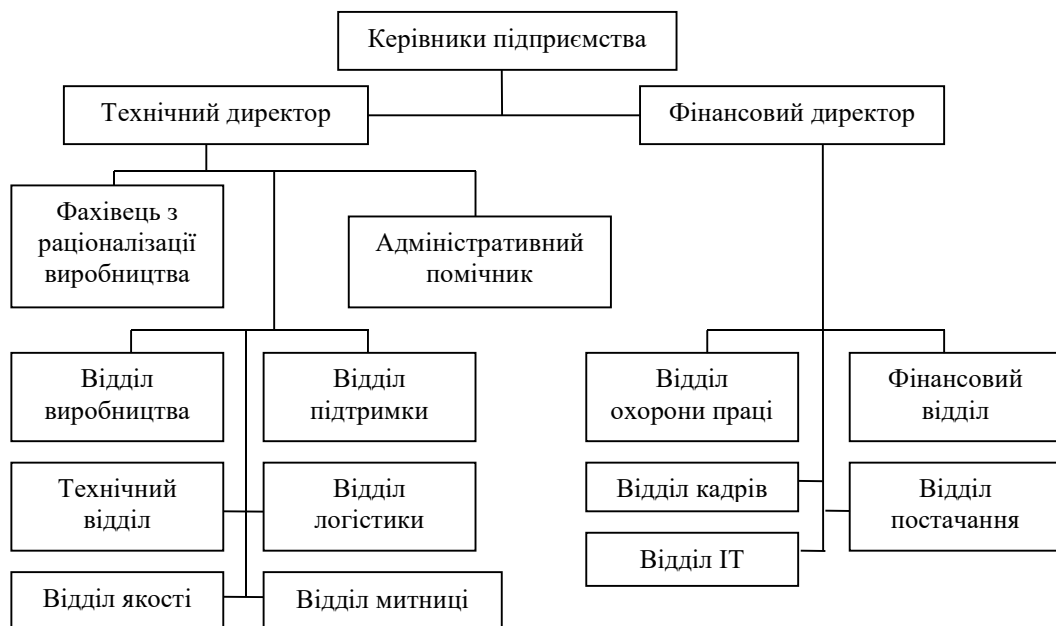 Керівники підприємства
Технічний директор
Фінансовий директор
Фахівець з
раціоналізації
виробництва
Адміністративний
помічник
Відділ
виробництва
Відділ
підтримки
Відділ
охорони праці
Фінансовий
відділ
Технічний
відділ
Відділ
логістики
Відділ кадрів
Відділ
постачання
Відділ ІТ
Відділ якості
Відділ митниці